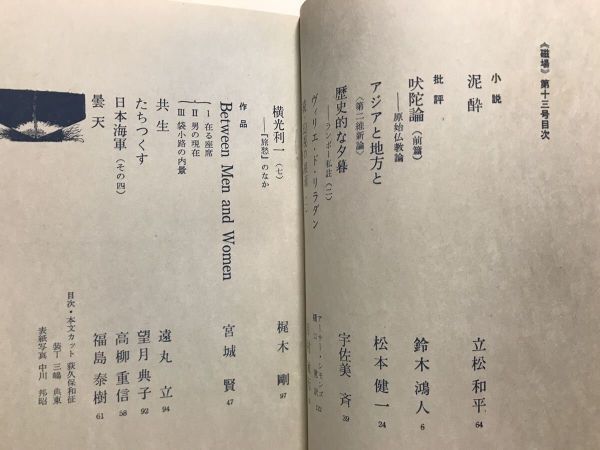 《磁場》第十三号目次
小説
泥酔 立松和平 64
批評
吠陀論（前篇） 鈴木鴻人 6
――原始仏教論
アジアと地方と 松本健一 24
〈第二維新論〉
歴史的な夕暮 宇佐美斉 39
――ランボー私註（二）
ヴィリエ・ド・リラダン アーサー・シモンズ
横光利一（七） 梶木剛 97
――『旅愁』のなか
作品
Between Men and Women 宮城賢 47
Ⅰ 在る座席
Ⅱ 男の現在
Ⅲ 袋小路の内景
共生 遠丸立 94
たちつくす 望月典子 92
日本海軍（その四） 高柳重信 58
曇天 福島泰樹 61
目次・本文カット 荻久保和征
装丁 三嶋典東
表紙写真 中川邦昭